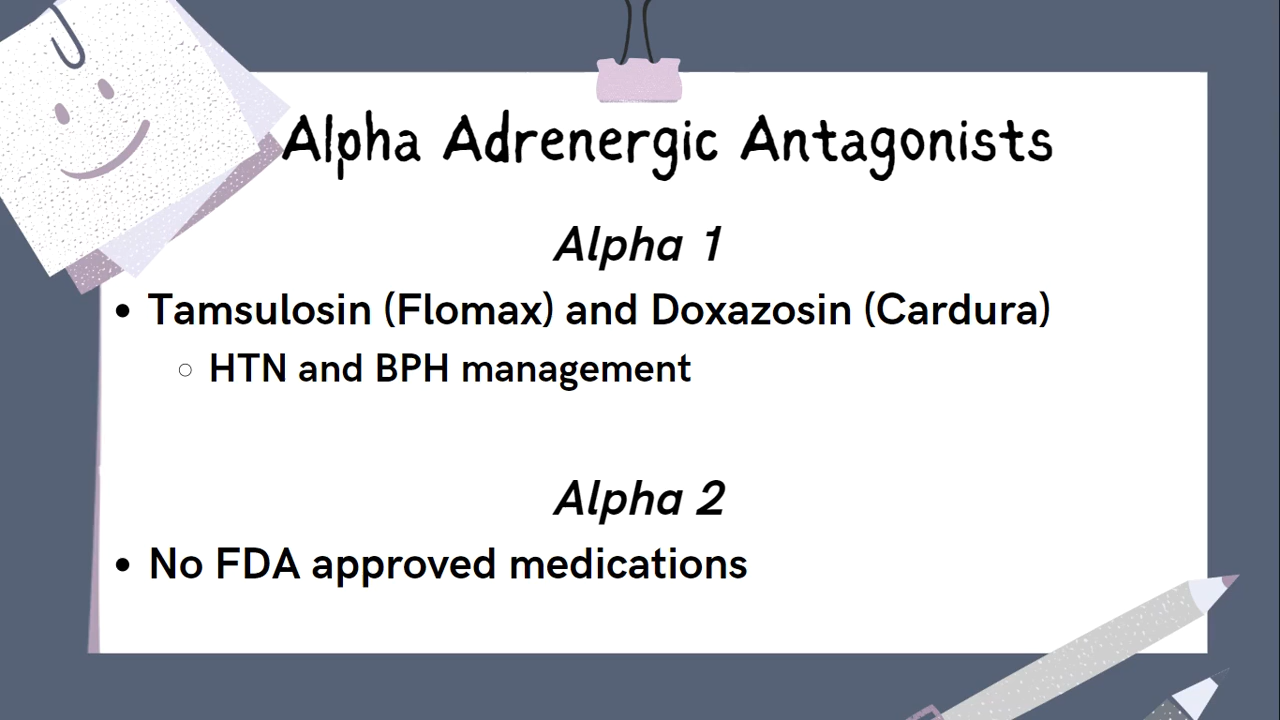 Alpha Adrenergic Antagonists
Alpha 1
• Tamsulosin (Flomax) and Doxazosin (Cardura)
○ HTN and BPH management
Alpha 2
• No FDA approved medications